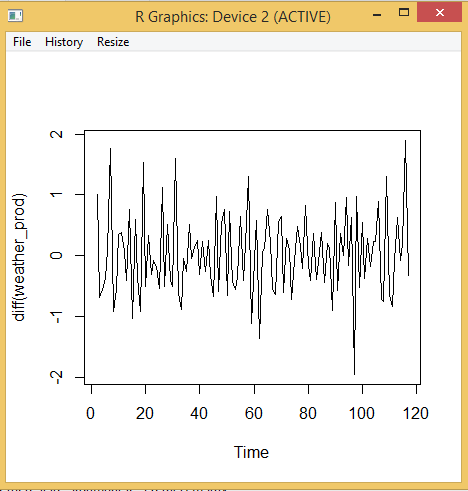 R Graphics: Device 2 (ACTIVE)
File History Resize
2
1
0
-1
-2
diff(weather_prod)
0 20 40 60 80 100 120
Time